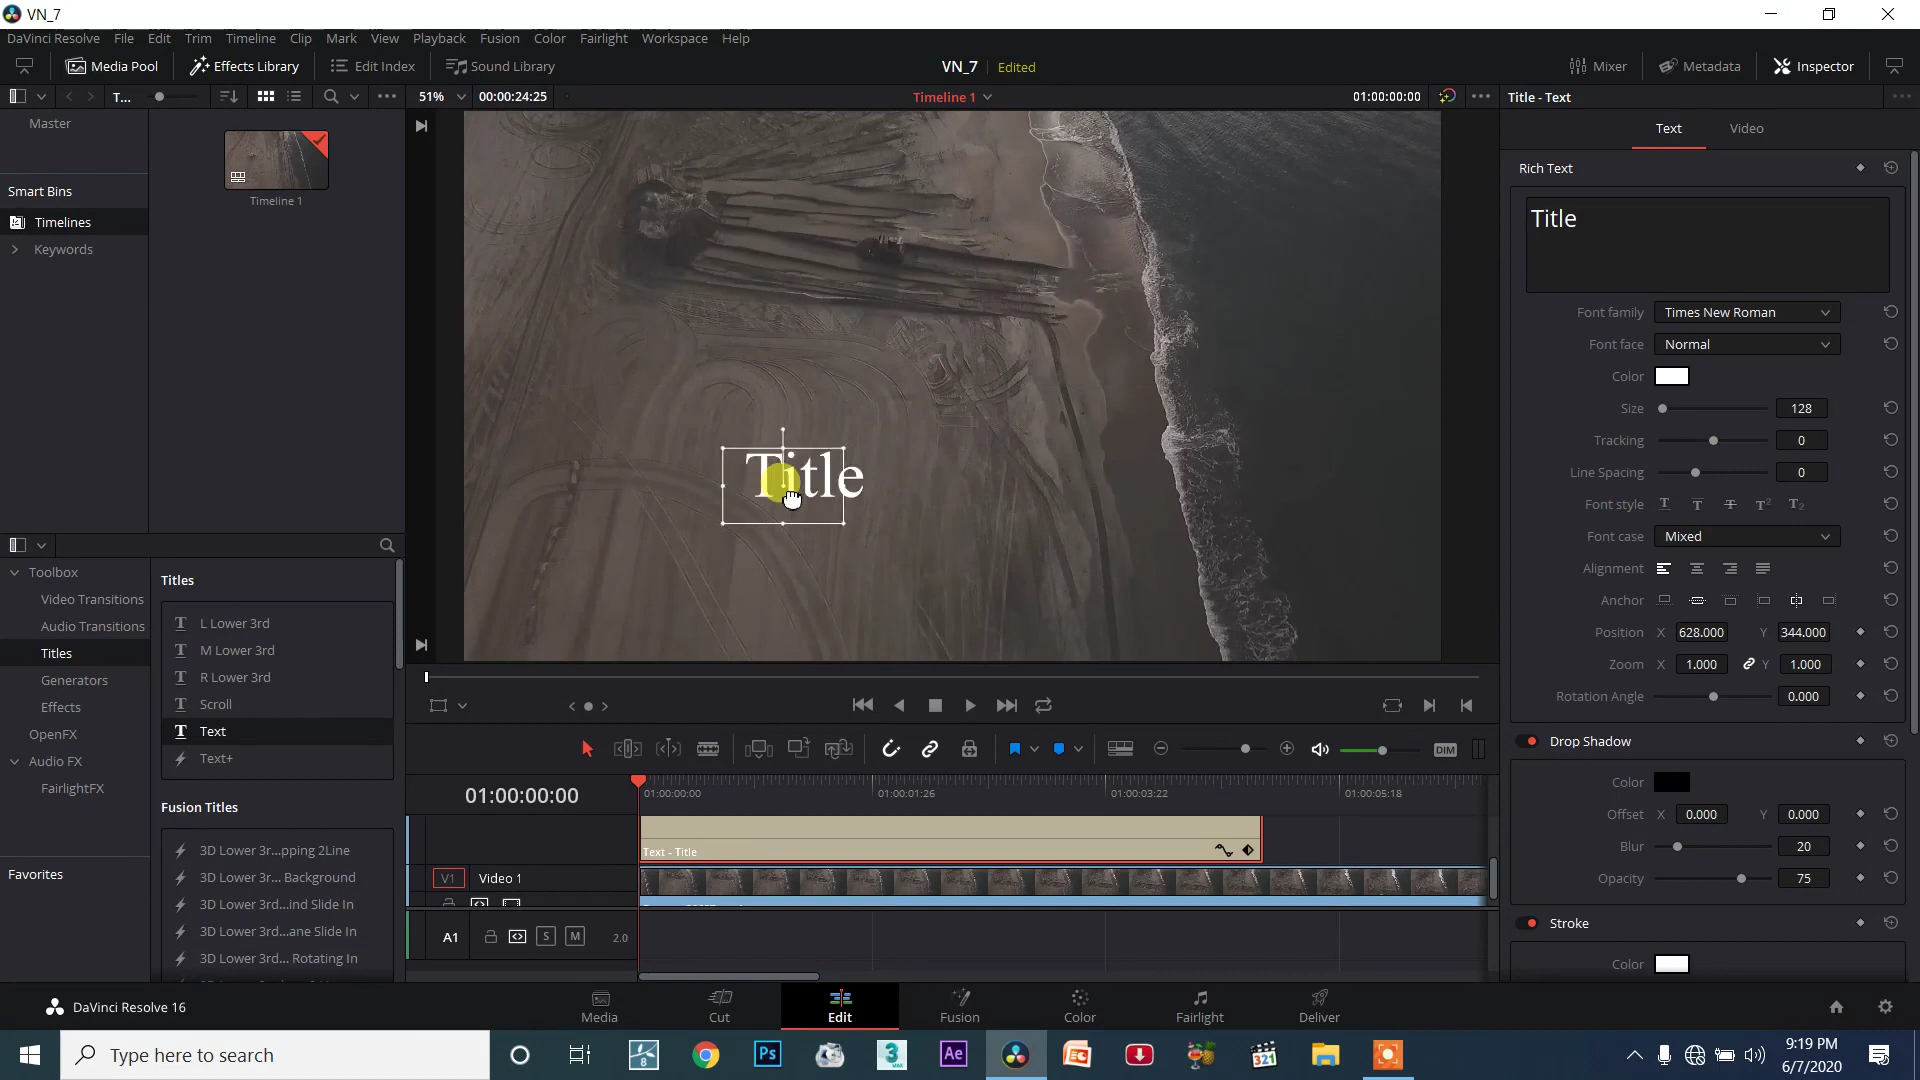 VN_7
DaVinci Resolve File Edit Trim Timeline Clip Mark View Playback Fusion Color Fairlight Workspace Help
Media Pool Effects Library Edit Index Sound Library VN_7 Edited Mixer Metadata Inspector
T... 51% 00:00:24:25 Timeline 1 01:00:00:00 Title - Text
Master
Smart Bins
Timelines
Keywords
Timeline 1
Title
Text Video
Rich Text
Title
Font family Times New Roman
Font face Normal
Color
Size 128
Tracking 0
Line Spacing 0
Font style T T T T² T₂
Font case Mixed
Alignment
Anchor
Position X 628.000 Y 344.000
Zoom X 1.000 Y 1.000
Rotation Angle 0.000
Drop Shadow
Color
Offset X 0.000 Y 0.000
Blur 20
Opacity 75
Stroke
Color
Toolbox
Video Transitions
Audio Transitions
Titles
Generators
Effects
OpenFX
Audio FX
FairlightFX
Favorites
Titles
L Lower 3rd
M Lower 3rd
R Lower 3rd
Scroll
Text
Text+
Fusion Titles
3D Lower 3r...pping 2Line
3D Lower 3r... Background
3D Lower 3rd...ind Slide In
3D Lower 3rd...ane Slide In
3D Lower 3rd... Rotating In
DIM
01:00:00:00 01:00:00:00 01:00:01:26 01:00:03:22 01:00:05:18
Text - Title
V1 Video 1
A1 S M 2.0
DaVinci Resolve 16
Media Cut Edit Fusion Color Fairlight Deliver
Type here to search
8 Ps 3 MAX Ae 321
9:19 PM
6/7/2020